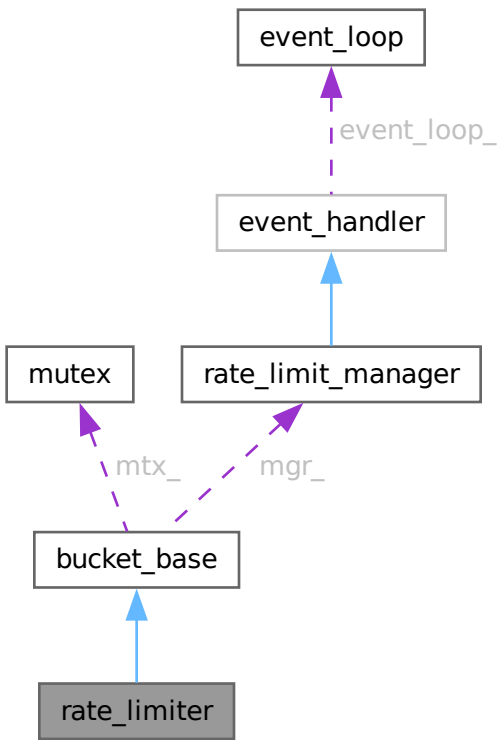 event_loop
event_loop_
event_handler
mutex
rate_limit_manager
mtx_
mgr_
bucket_base
rate_limiter